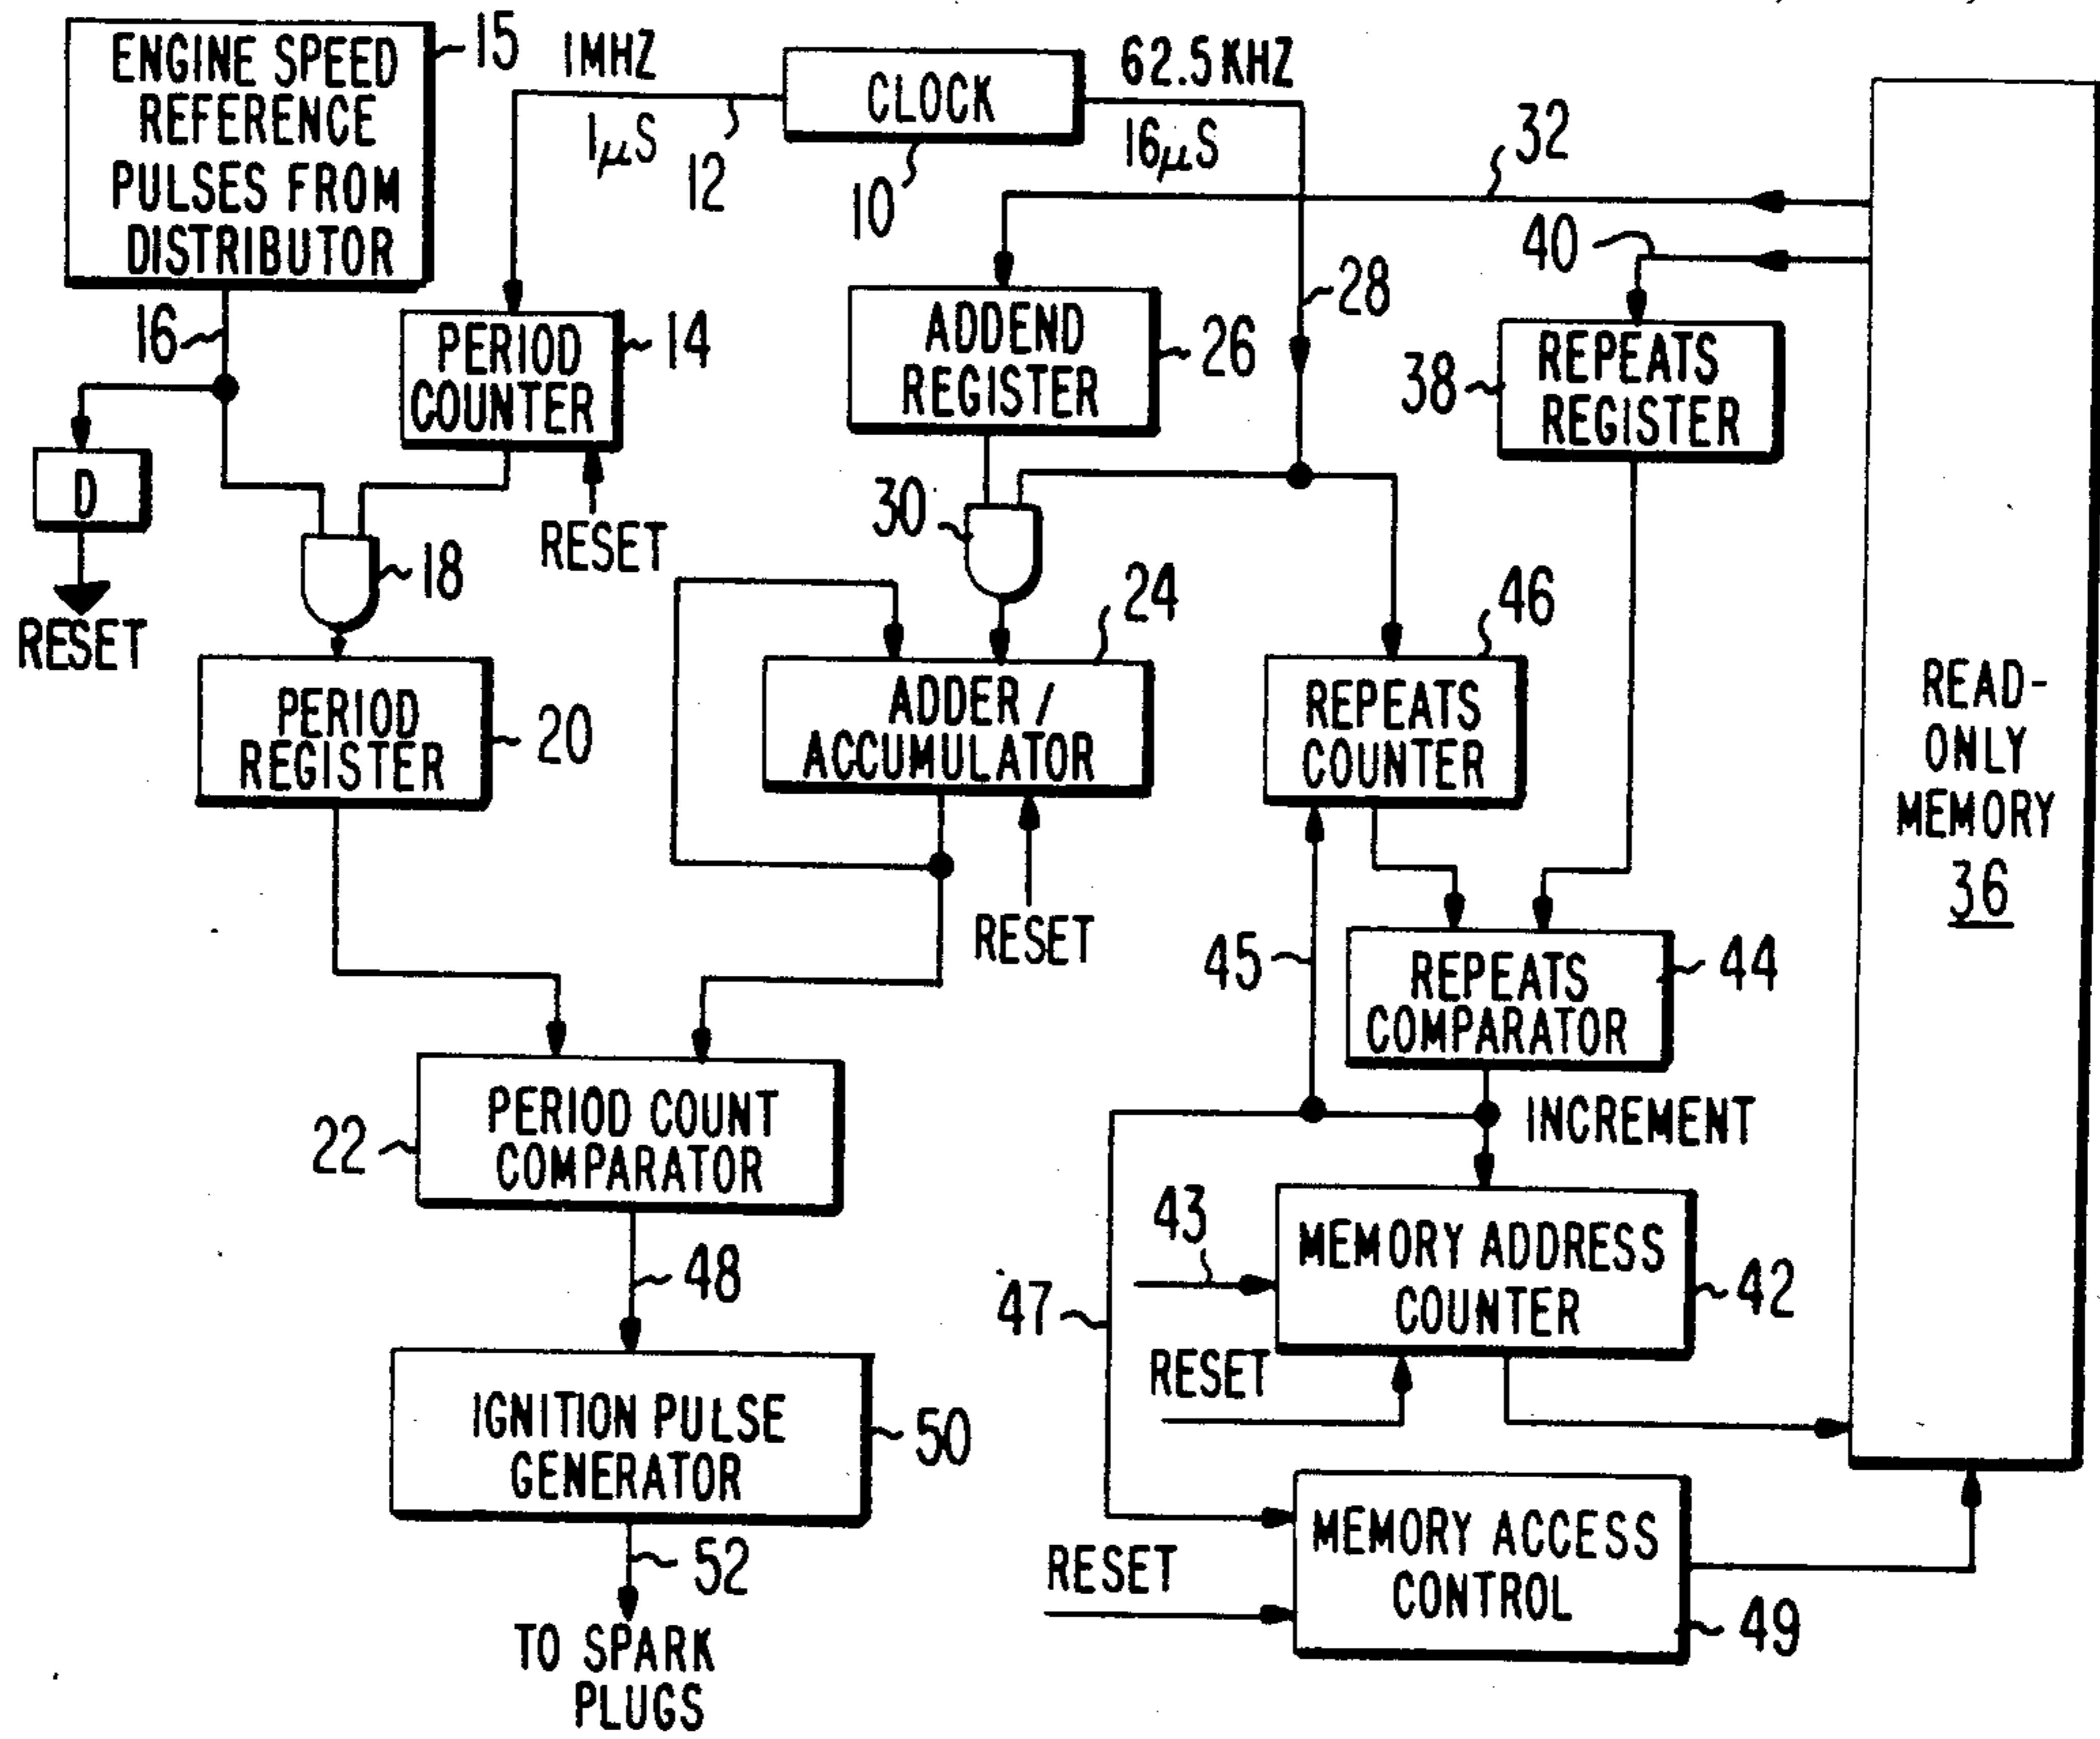 ENGINE SPEED
REFERENCE
PULSES FROM
DISTRIBUTOR
15
1MHZ
1µS
12
CLOCK
10
62.5KHZ
16µS
32
40
28
16
PERIOD
COUNTER
14
RESET
ADDEND
REGISTER
26
38
REPEATS
REGISTER
D
RESET
18
30
24
46
PERIOD
REGISTER
20
ADDER /
ACCUMULATOR
RESET
REPEATS
COUNTER
READ-
ONLY
MEMORY
36
45
REPEATS
COMPARATOR
44
INCREMENT
22
PERIOD COUNT
COMPARATOR
48
43
47
MEMORY ADDRESS
COUNTER
42
RESET
IGNITION PULSE
GENERATOR
50
52
TO SPARK
PLUGS
RESET
MEMORY ACCESS
CONTROL
49